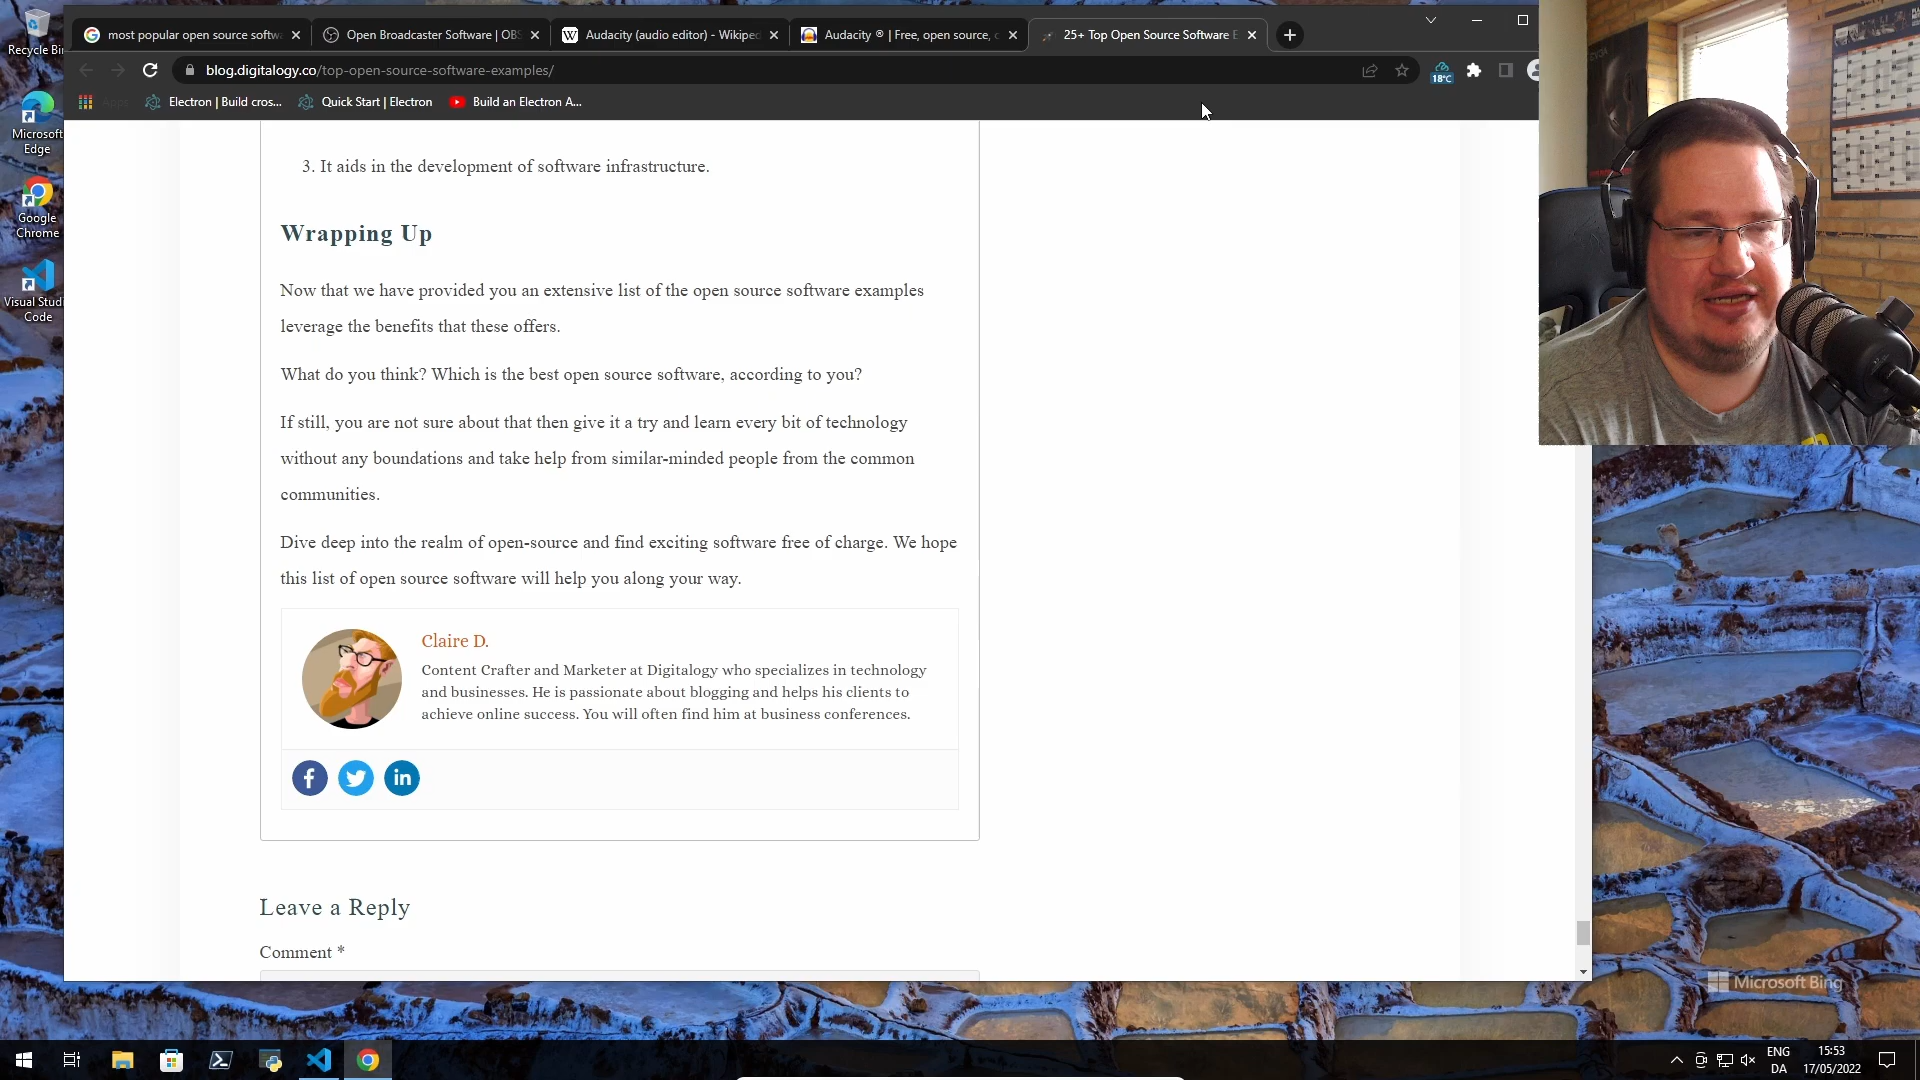 Recycle Bi
Microsoft
Edge
Google
Chrome
Visual Studi
Code
most popular open source softw
Open Broadcaster Software | OBS
Audacity (audio editor) - Wikiped
Audacity ® | Free, open source, c
25+ Top Open Source Software E
blog.digitalogy.co/top-open-source-software-examples/
18°C
Apps
Electron | Build cros...
Quick Start | Electron
Build an Electron A...
3. It aids in the development of software infrastructure.
Wrapping Up
Now that we have provided you an extensive list of the open source software examples
leverage the benefits that these offers.
What do you think? Which is the best open source software, according to you?
If still, you are not sure about that then give it a try and learn every bit of technology
without any boundations and take help from similar-minded people from the common
communities.
Dive deep into the realm of open-source and find exciting software free of charge. We hope
this list of open source software will help you along your way.
Claire D.
Content Crafter and Marketer at Digitalogy who specializes in technology
and businesses. He is passionate about blogging and helps his clients to
achieve online success. You will often find him at business conferences.
Leave a Reply
Comment *
Microsoft Bing
ENG
DA
15:53
17/05/2022